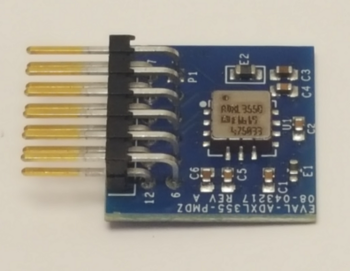 7
P1
E2
C3
C4
U1
C2
C6
C5
C1
E1
12
6
EVAL-ADXL355-PMDZ
08-043217 REV A